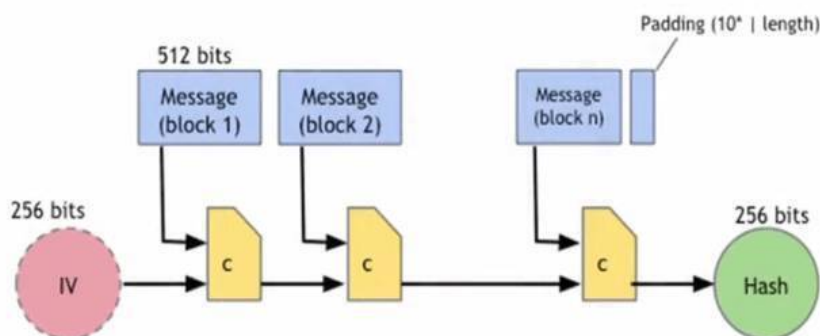 Padding (10* | length)
512 bits
Message
(block 1)
Message
(block 2)
Message
(block n)
256 bits
256 bits
IV
C
C
C
Hash